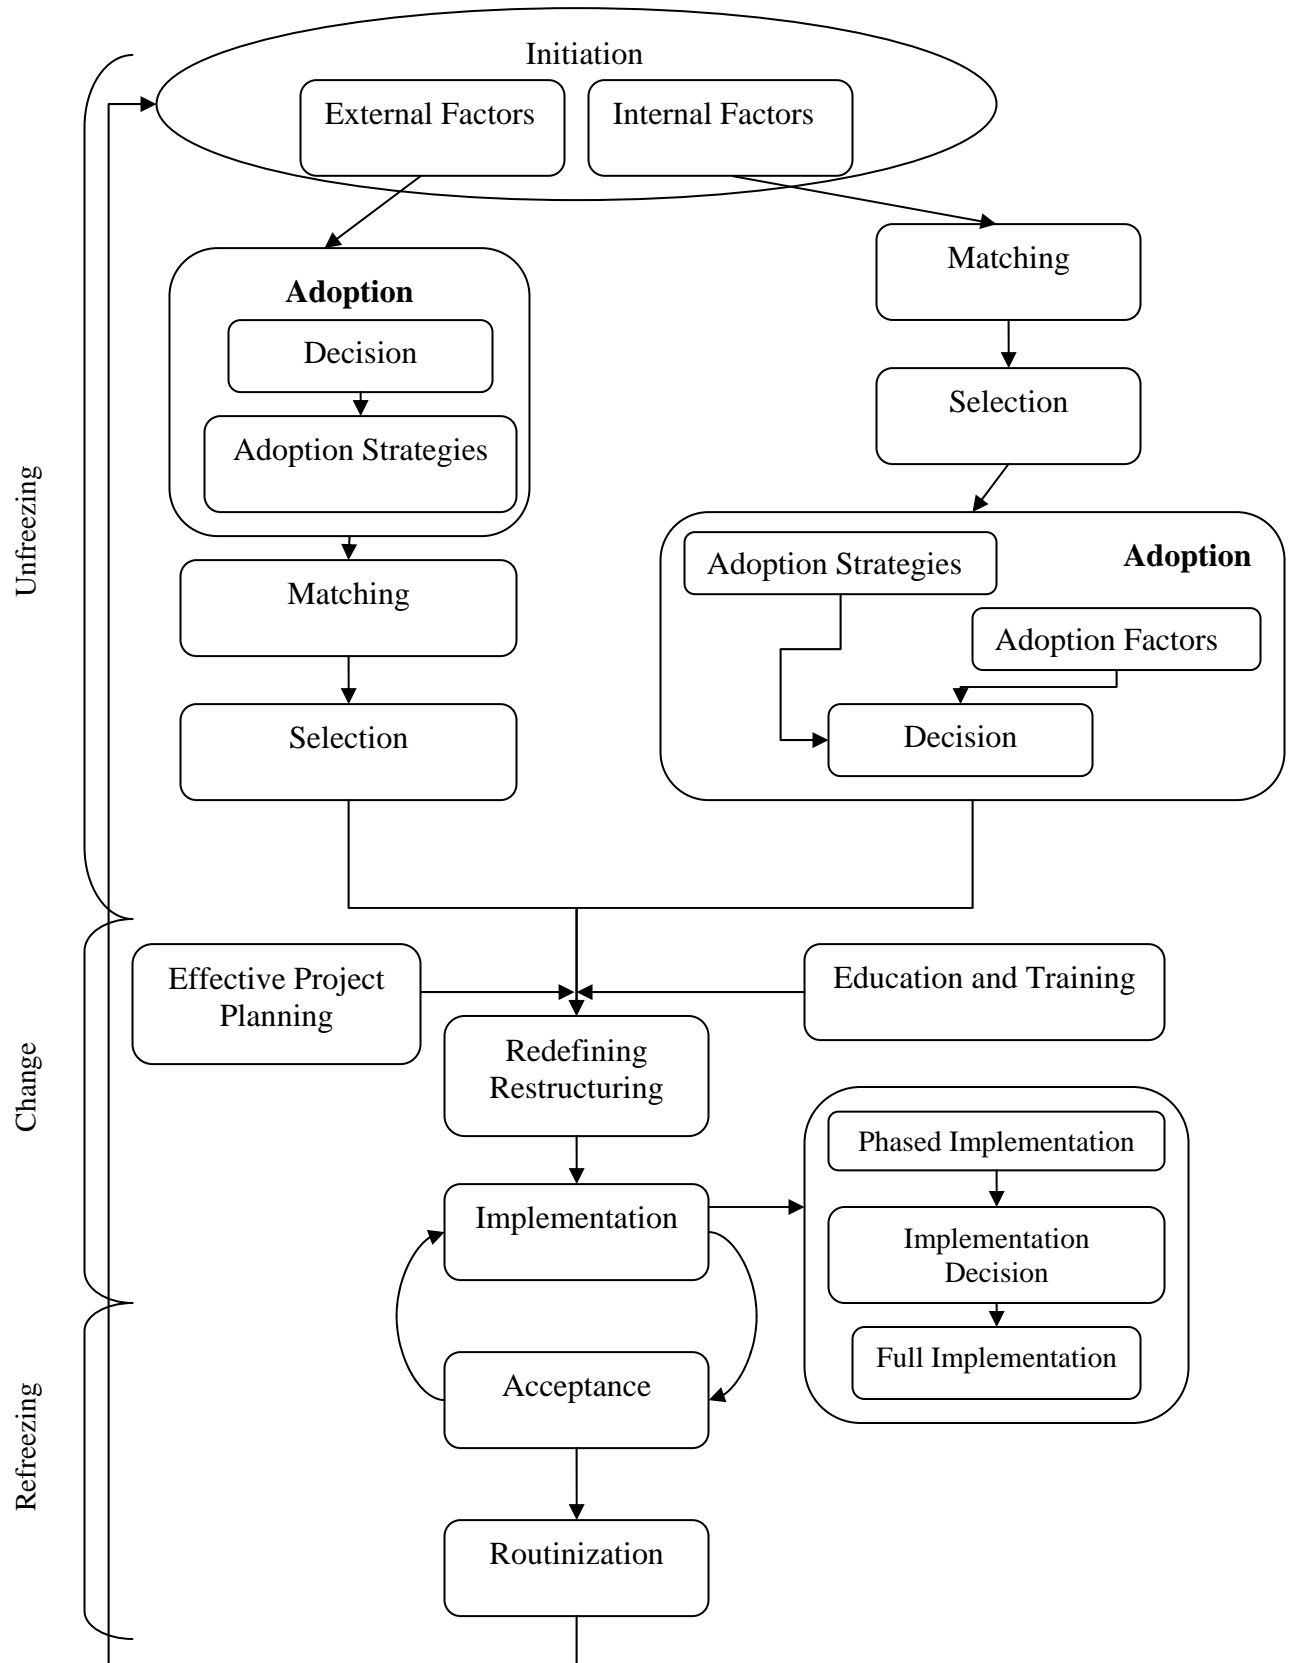 Initiation
External Factors
Internal Factors
Matching
Adoption
Decision
Selection
Adoption Strategies
Unfreezing
Adoption Strategies
Adoption
Matching
Adoption Factors
Selection
Decision
Effective Project
Planning
Education and Training
Change
Redefining
Restructuring
Phased Implementation
Implementation
Implementation
Decision
Full Implementation
Refreezing
Acceptance
Routinization